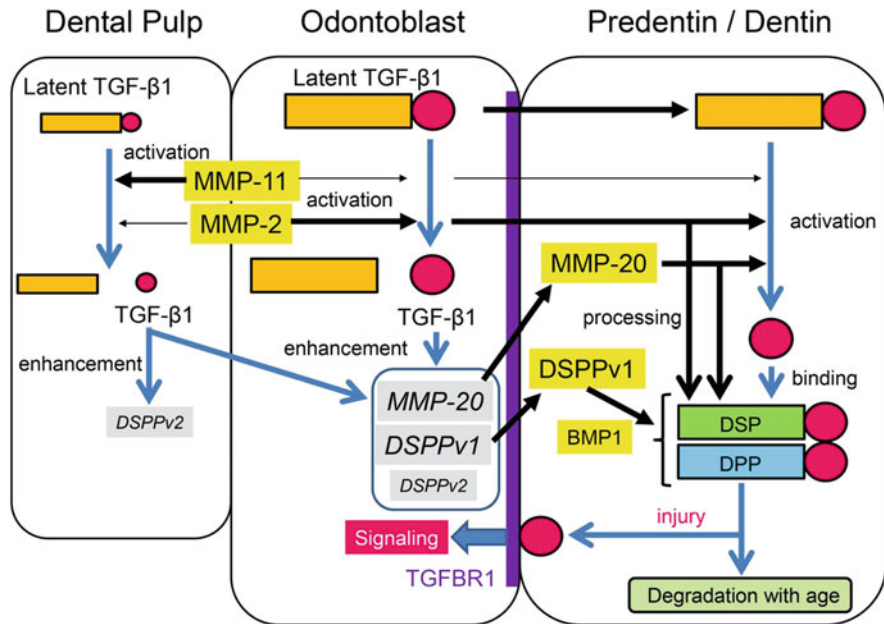 Dental Pulp
Odontoblast
Predentin / Dentin
Latent TGF-β1
Latent TGF-β1
activation
MMP-11
MMP-2
activation
activation
MMP-20
TGF-β1
TGF-β1
processing
enhancement
enhancement
DSPPv1
binding
MMP-20
DSPPv2
BMP1
DSP
DSPPv1
DPP
DSPPv2
injury
Signaling
TGFBR1
Degradation with age